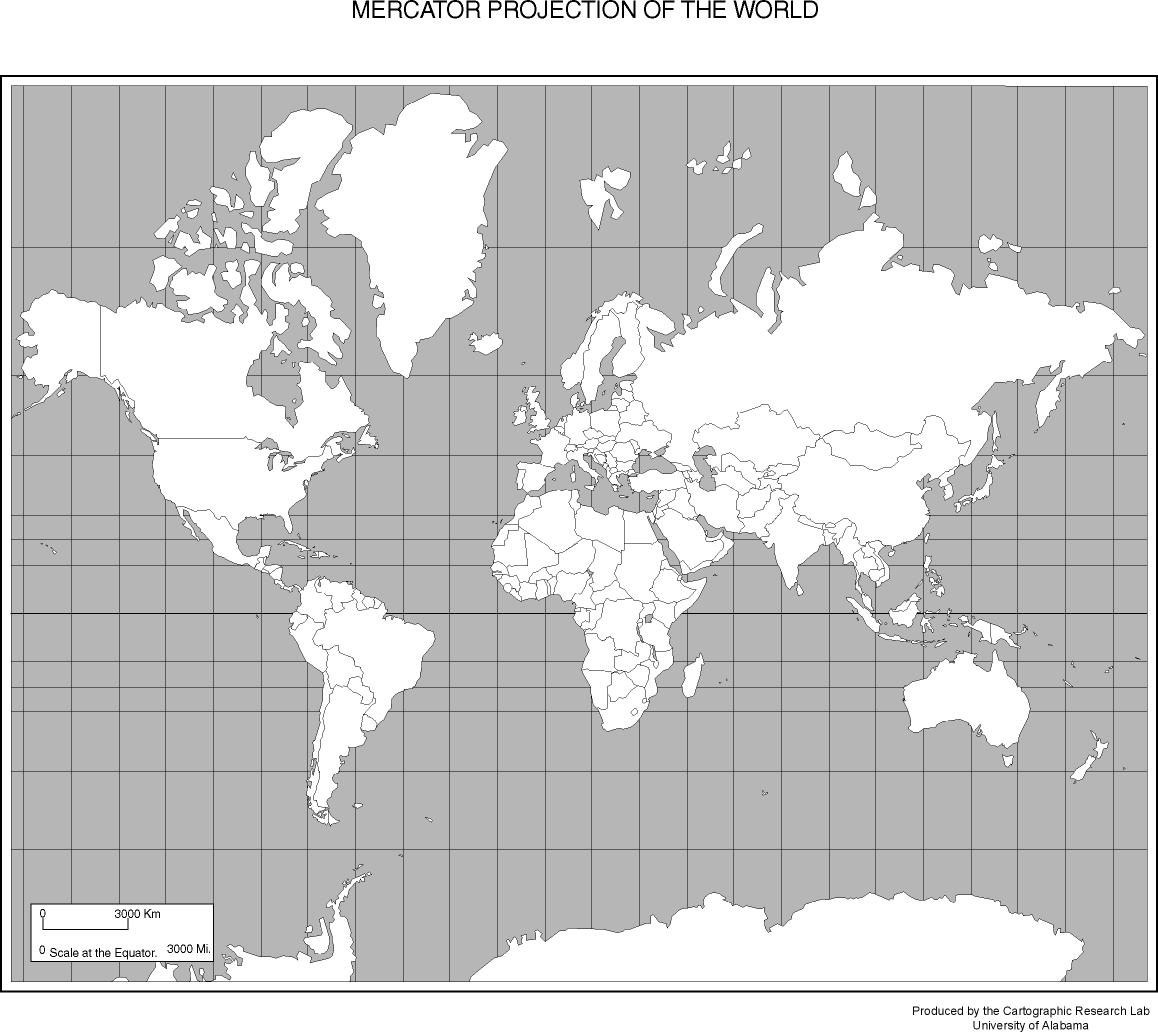 MERCATOR PROJECTION OF THE WORLD
0 3000 Km
0 Scale at the Equator. 3000 Mi.
Produced by the Cartographic Research Lab
University of Alabama